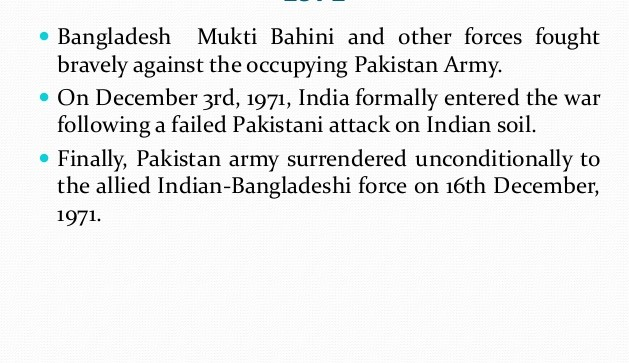 Bangladesh Mukti Bahini and other forces fought
bravely against the occupying Pakistan Army.
On December 3rd, 1971, India formally entered the war
following a failed Pakistani attack on Indian soil.
Finally, Pakistan army surrendered unconditionally to
the allied Indian-Bangladeshi force on 16th December,
1971.